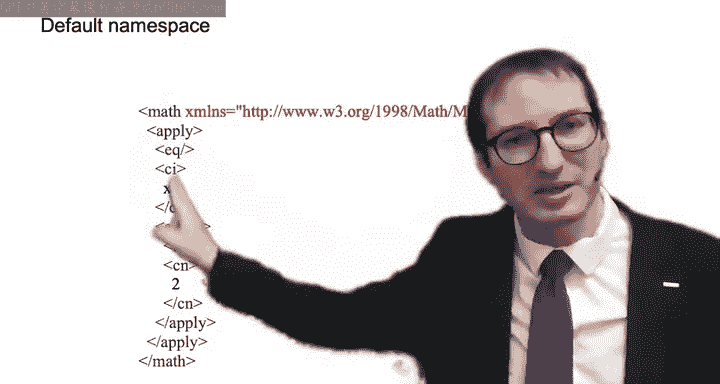 Default namespace
<math xmlns="http://www.w3.org/1998/Math/M
<apply>
<eq/>
<ci>
x
<cn>
2
</cn>
</apply>
</apply>
</math>